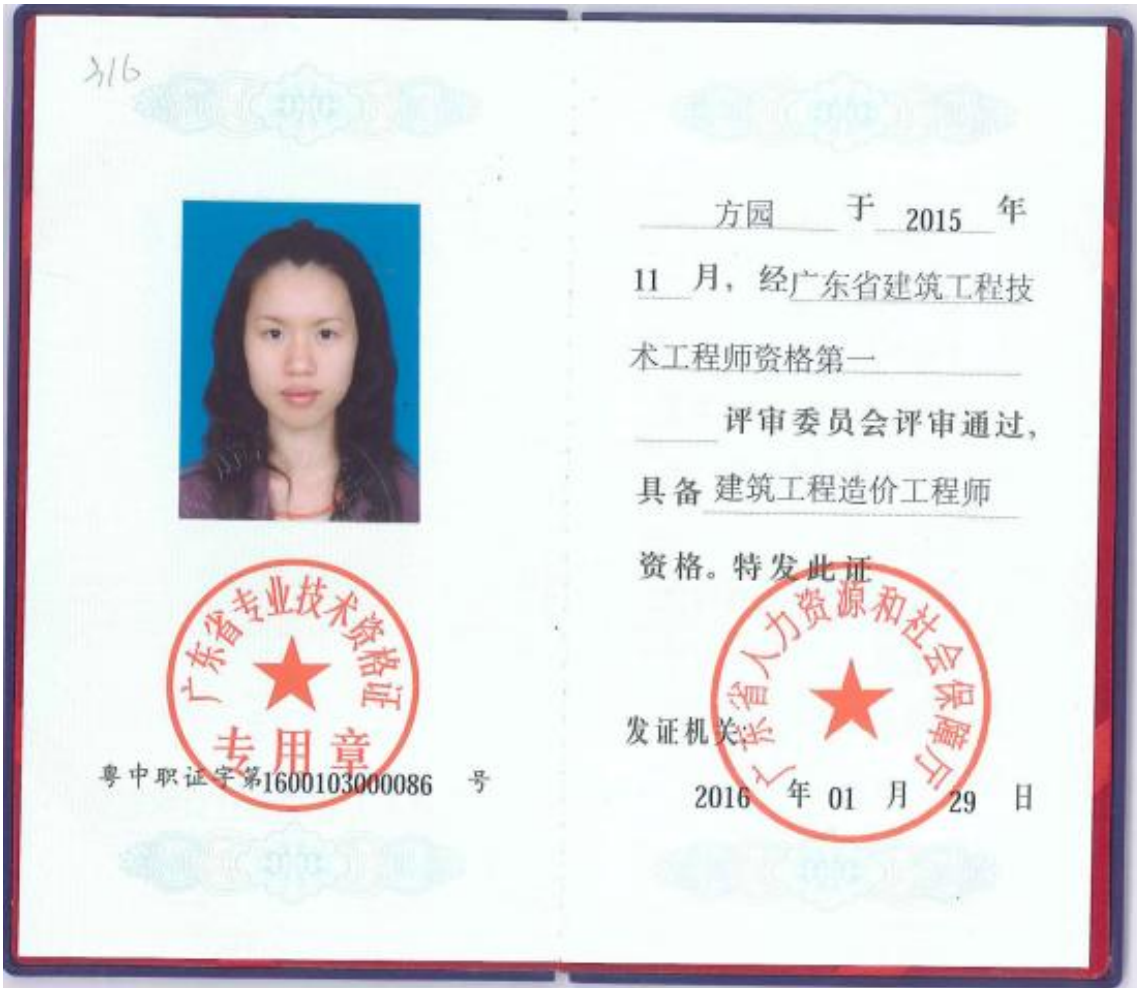 316
广东省专业技术资格证
专用章
粤中职证字第1600103000086 号
方园 于 2015 年
11 月，经广东省建筑工程技
术工程师资格第一
评审委员会评审通过，
具备 建筑工程造价工程师
资格。特发此证
广东省人力资源和社会保障厅
发证机关:
2016 年 01 月 29 日